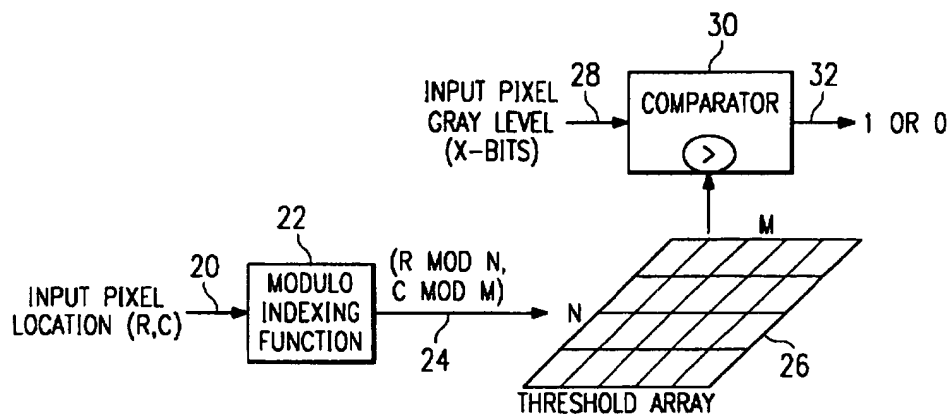 30
28
32
INPUT PIXEL
GRAY LEVEL
(X-BITS)
COMPARATOR
>
1 OR 0
M
22
20
INPUT PIXEL
LOCATION (R,C)
MODULO
INDEXING
FUNCTION
(R MOD N,
C MOD M)
24
N
26
THRESHOLD ARRAY